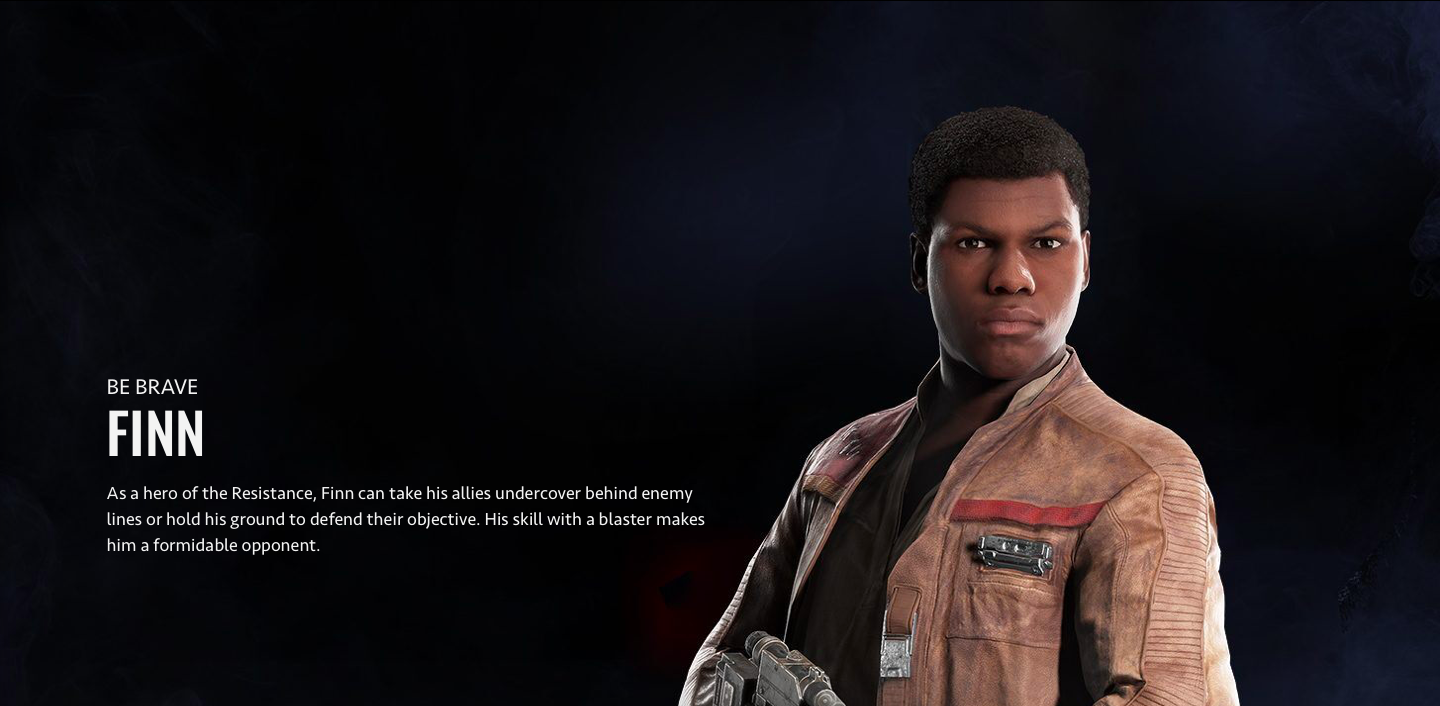 BE BRAVE
FINN
As a hero of the Resistance, Finn can take his allies undercover behind enemy
lines or hold his ground to defend their objective. His skill with a blaster makes
him a formidable opponent.